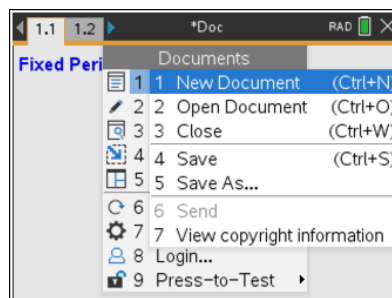 1.1 1.2 *Doc RAD
Fixed Peri
Documents
1 1 New Document (Ctrl+N)
2 2 Open Document (Ctrl+O)
3 3 Close (Ctrl+W)
4 4 Save (Ctrl+S)
5 5 Save As...
6 6 Send
7 7 View copyright information
8 Login...
9 Press-to-Test